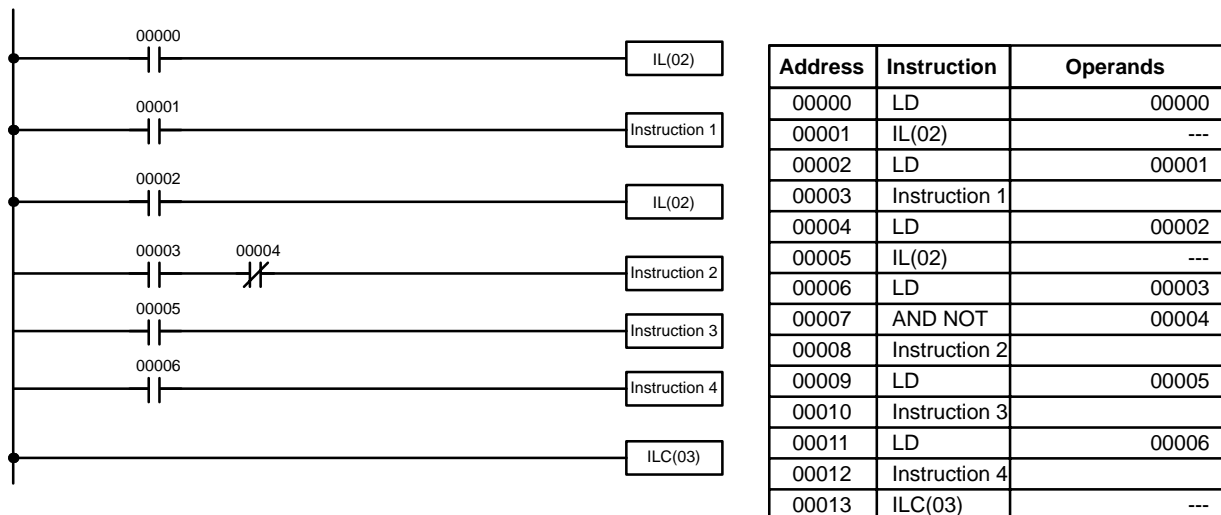 00000
IL(02)
00001
Instruction 1
00002
IL(02)
00003 00004
Instruction 2
00005
Instruction 3
00006
Instruction 4
ILC(03)
Address Instruction Operands
00000 LD 00000
00001 IL(02) ---
00002 LD 00001
00003 Instruction 1
00004 LD 00002
00005 IL(02) ---
00006 LD 00003
00007 AND NOT 00004
00008 Instruction 2
00009 LD 00005
00010 Instruction 3
00011 LD 00006
00012 Instruction 4
00013 ILC(03) ---